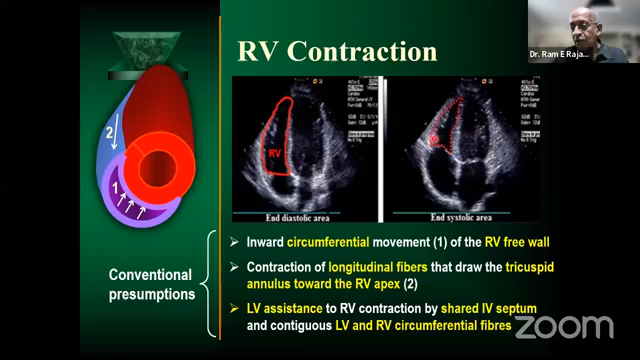 RV Contraction
Dr. Ram E Raja...
2
1
RV
End diastolic area
End systolic area
Conventional
presumptions
Inward circumferential movement (1) of the RV free wall
Contraction of longitudinal fibers that draw the tricuspid
annulus toward the RV apex (2)
LV assistance to RV contraction by shared IV septum
and contiguous LV and RV circumferential fibres
zoom